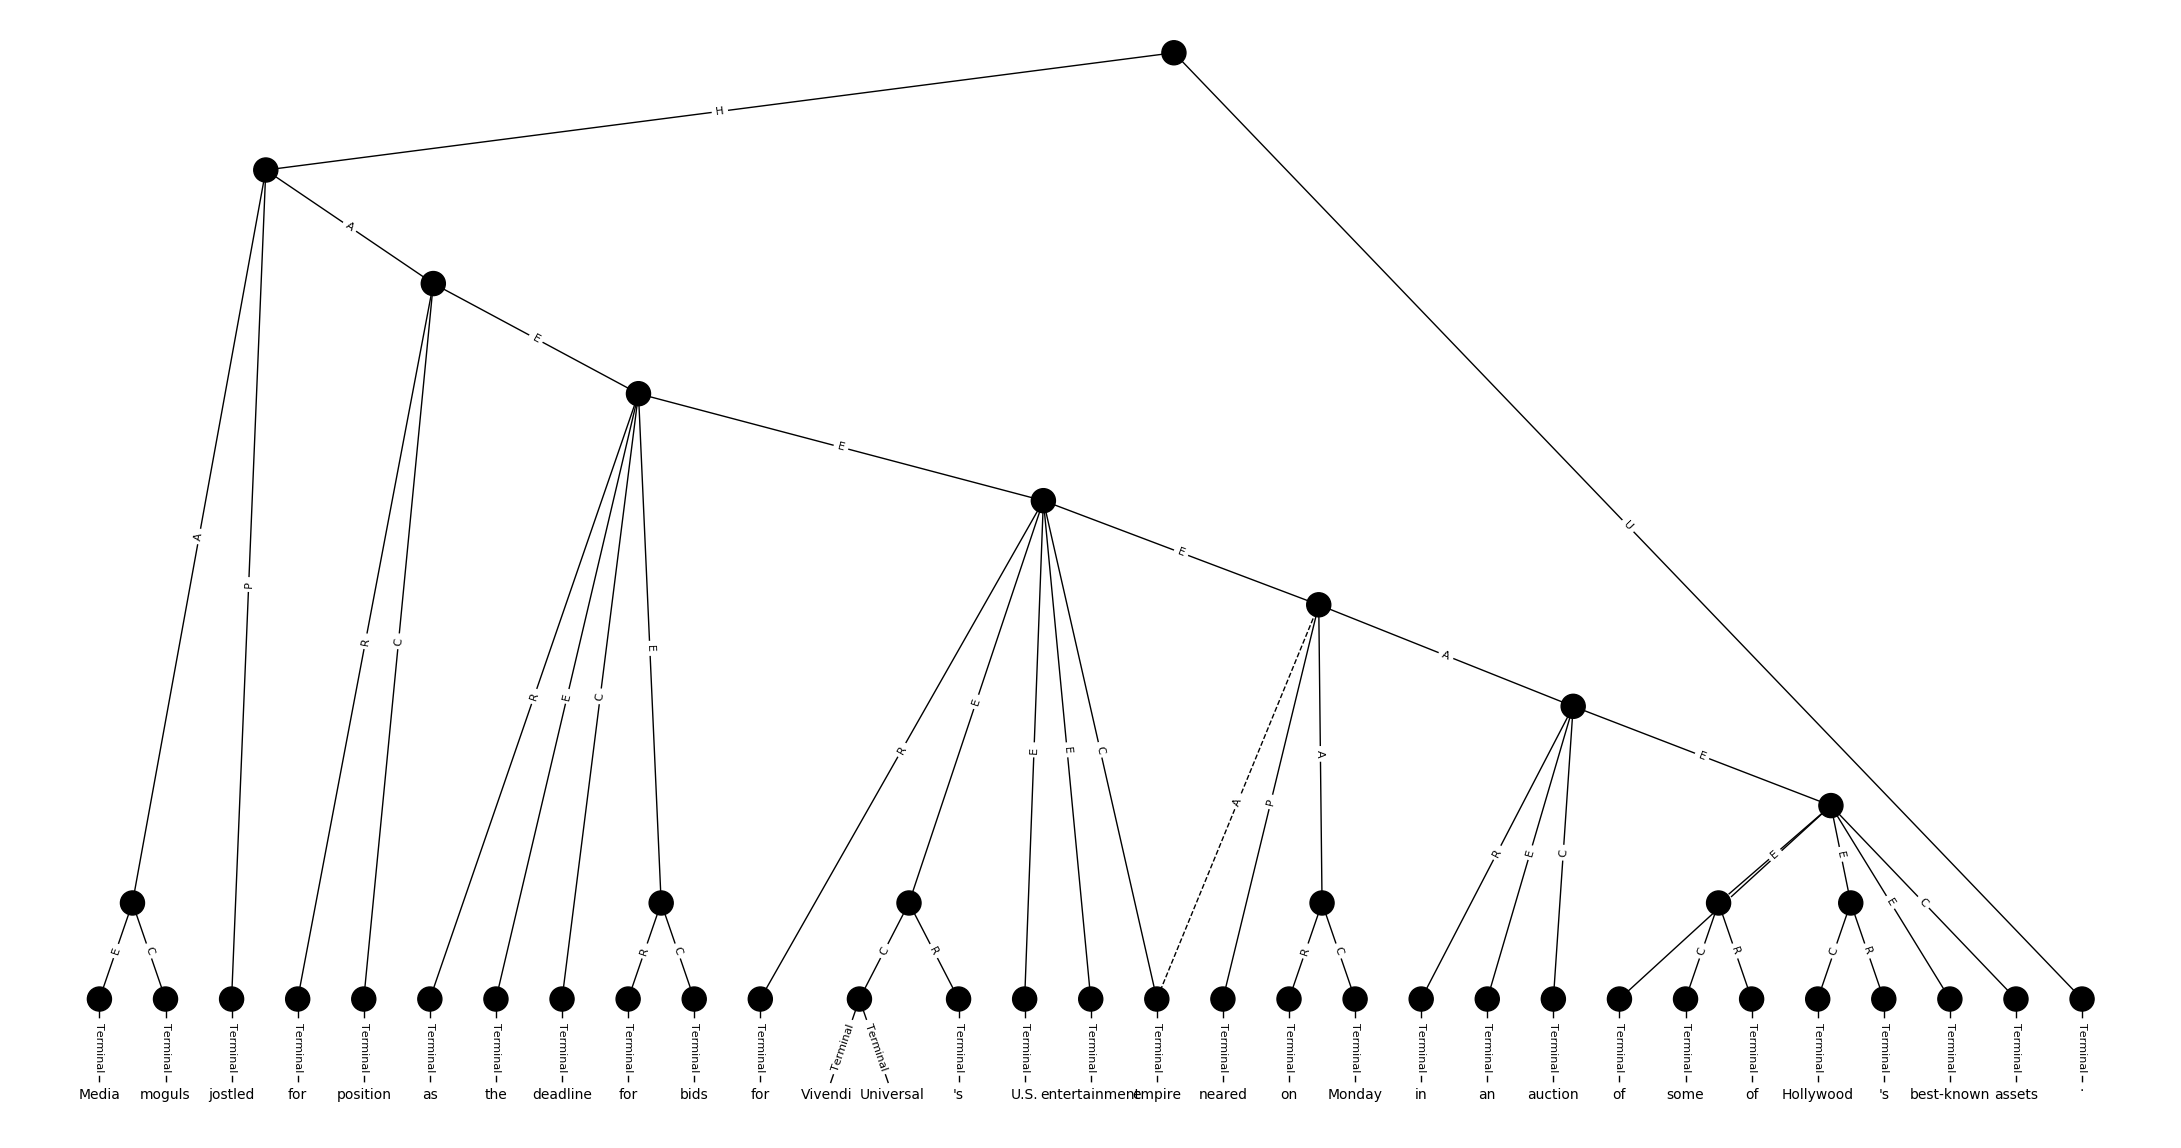 H
A
E
E
U
A
E
P
R
C
E
A
R
E
C
E
R
E
E
E
C
A
P
A
R
E
C
E
E
E
E
C
E
C
R
C
C
R
R
C
C
R
C
R
Terminal Terminal Terminal Terminal Terminal Terminal Terminal Terminal Terminal Terminal Terminal Terminal Terminal Terminal Terminal Terminal Terminal Terminal Terminal Terminal Terminal Terminal Terminal Terminal Terminal Terminal Terminal Terminal Terminal Terminal Terminal
Media moguls jostled for position as the deadline for bids for Vivendi Universal 's U.S. entertainment empire neared on Monday in an auction of some of Hollywood 's best-known assets .